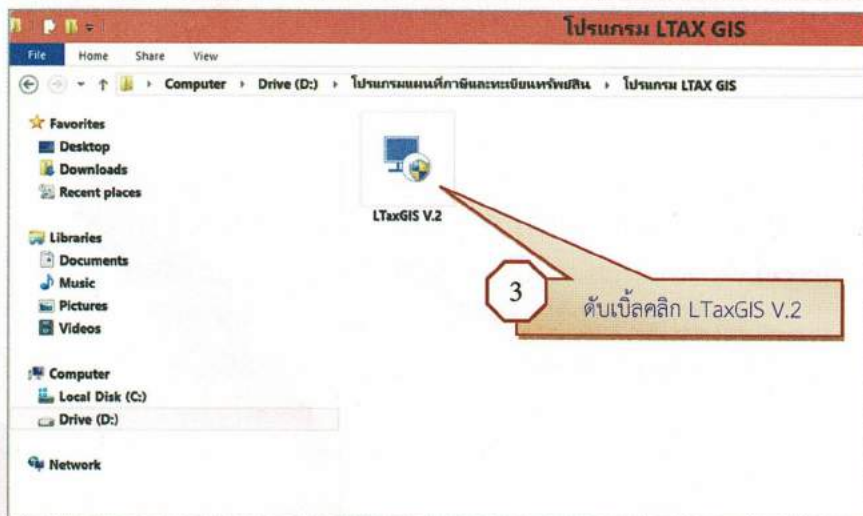 โปรแกรม LTAX GIS
File Home Share View
Computer Drive (D:) โปรแกรมแผนที่ภาษีและทะเบียนทรัพย์สิน โปรแกรม LTAX GIS
Favorites
Desktop
Downloads
Recent places
LTaxGIS V.2
Libraries
Documents
Music
Pictures
Videos
3
ดับเบิ้ลคลิก LTaxGIS V.2
Computer
Local Disk (C:)
Drive (D:)
Network